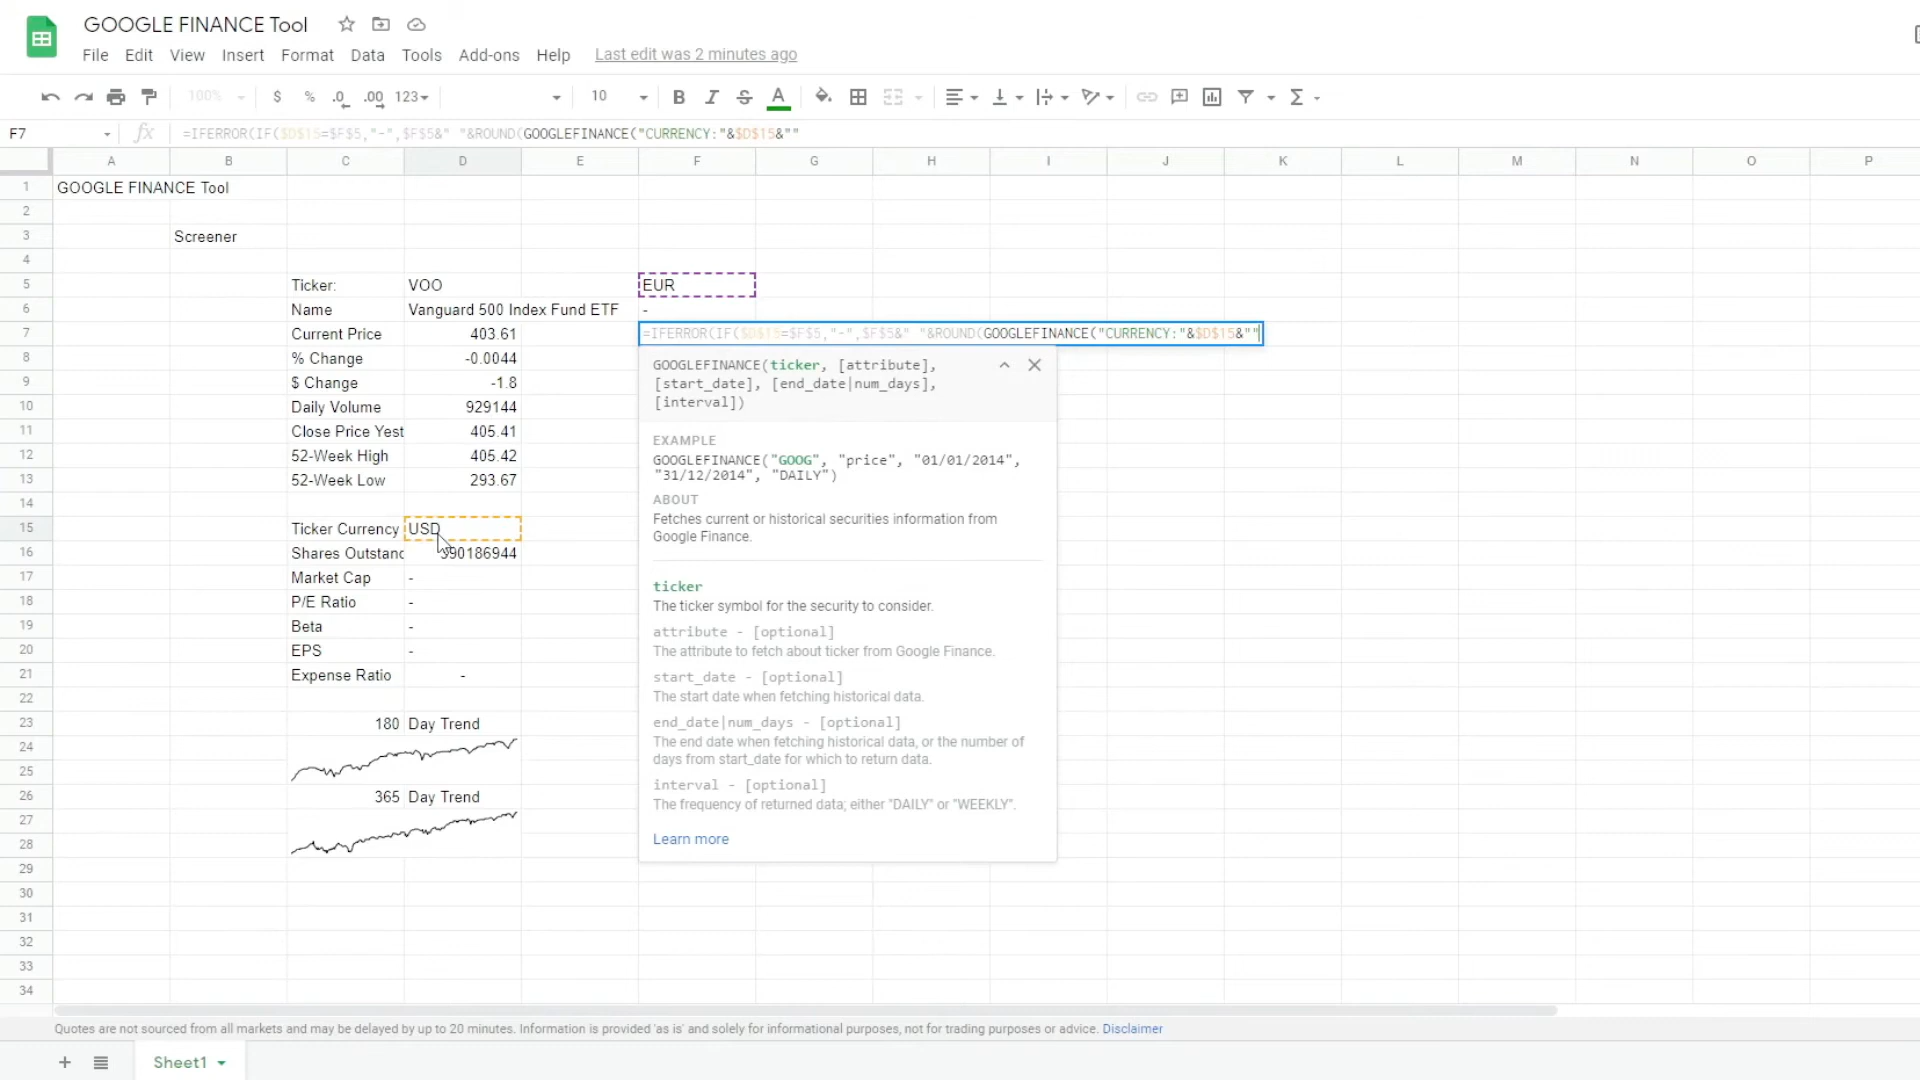 GOOGLE FINANCE Tool
File Edit View Insert Format Data Tools Add-ons Help Last edit was 2 minutes ago
100% $ % .0 .00 123 10 B I S A Σ
F7 fx =IFERROR(IF($D$15=$F$5,"-",$F$5&" "&ROUND(GOOGLEFINANCE("CURRENCY:"&$D$15&""
A B C D E F G H I J K L M N O P
1 GOOGLE FINANCE Tool
2
3 Screener
4
5 Ticker: VOO EUR
6 Name Vanguard 500 Index Fund ETF -
7 Current Price 403.61 =IFERROR(IF($D$15=$F$5,"-",$F$5&" "&ROUND(GOOGLEFINANCE("CURRENCY:"&$D$15&""
8 % Change -0.0044
9 $ Change -1.8
10 Daily Volume 929144
11 Close Price Yest 405.41
12 52-Week High 405.42
13 52-Week Low 293.67
14
15 Ticker Currency USD
16 Shares Outstanc 390186944
17 Market Cap -
18 P/E Ratio -
19 Beta -
20 EPS -
21 Expense Ratio -
22
23 180 Day Trend
24
25
26 365 Day Trend
27
28
29
30
31
32
33
34
GOOGLEFINANCE(ticker, [attribute],
[start_date], [end_date|num_days],
[interval])
EXAMPLE
GOOGLEFINANCE("GOOG", "price", "01/01/2014",
"31/12/2014", "DAILY")
ABOUT
Fetches current or historical securities information from
Google Finance.
ticker
The ticker symbol for the security to consider.
attribute - [optional]
The attribute to fetch about ticker from Google Finance.
start_date - [optional]
The start date when fetching historical data.
end_date|num_days - [optional]
The end date when fetching historical data, or the number of
days from start_date for which to return data.
interval - [optional]
The frequency of returned data; either "DAILY" or "WEEKLY".
Learn more
Quotes are not sourced from all markets and may be delayed by up to 20 minutes. Information is provided 'as is' and solely for informational purposes, not for trading purposes or advice. Disclaimer
+ Sheet1